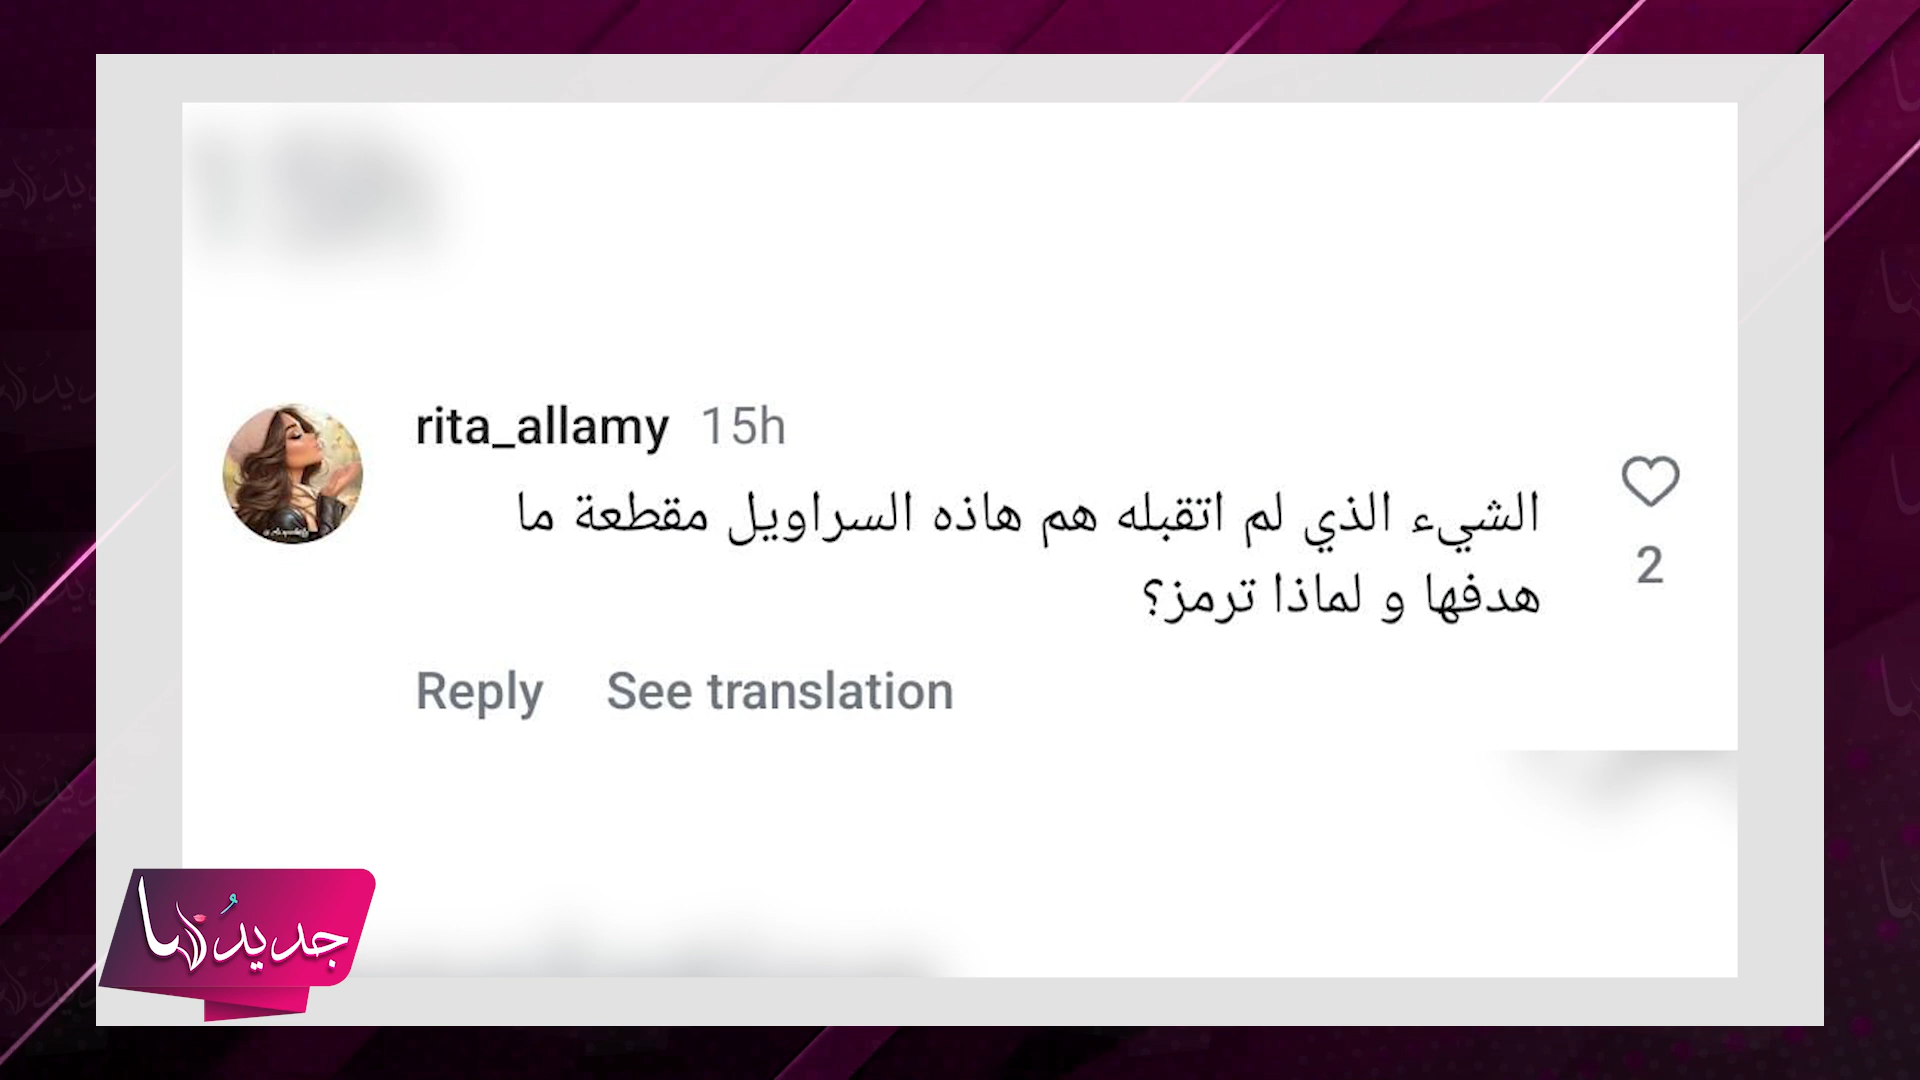 rita_allamy 15h
الشيء الذي لم اتقبله هم هاذه السراويل مقطعة ما
هدفها و لماذا ترمز؟
2
Reply See translation
جديدُها